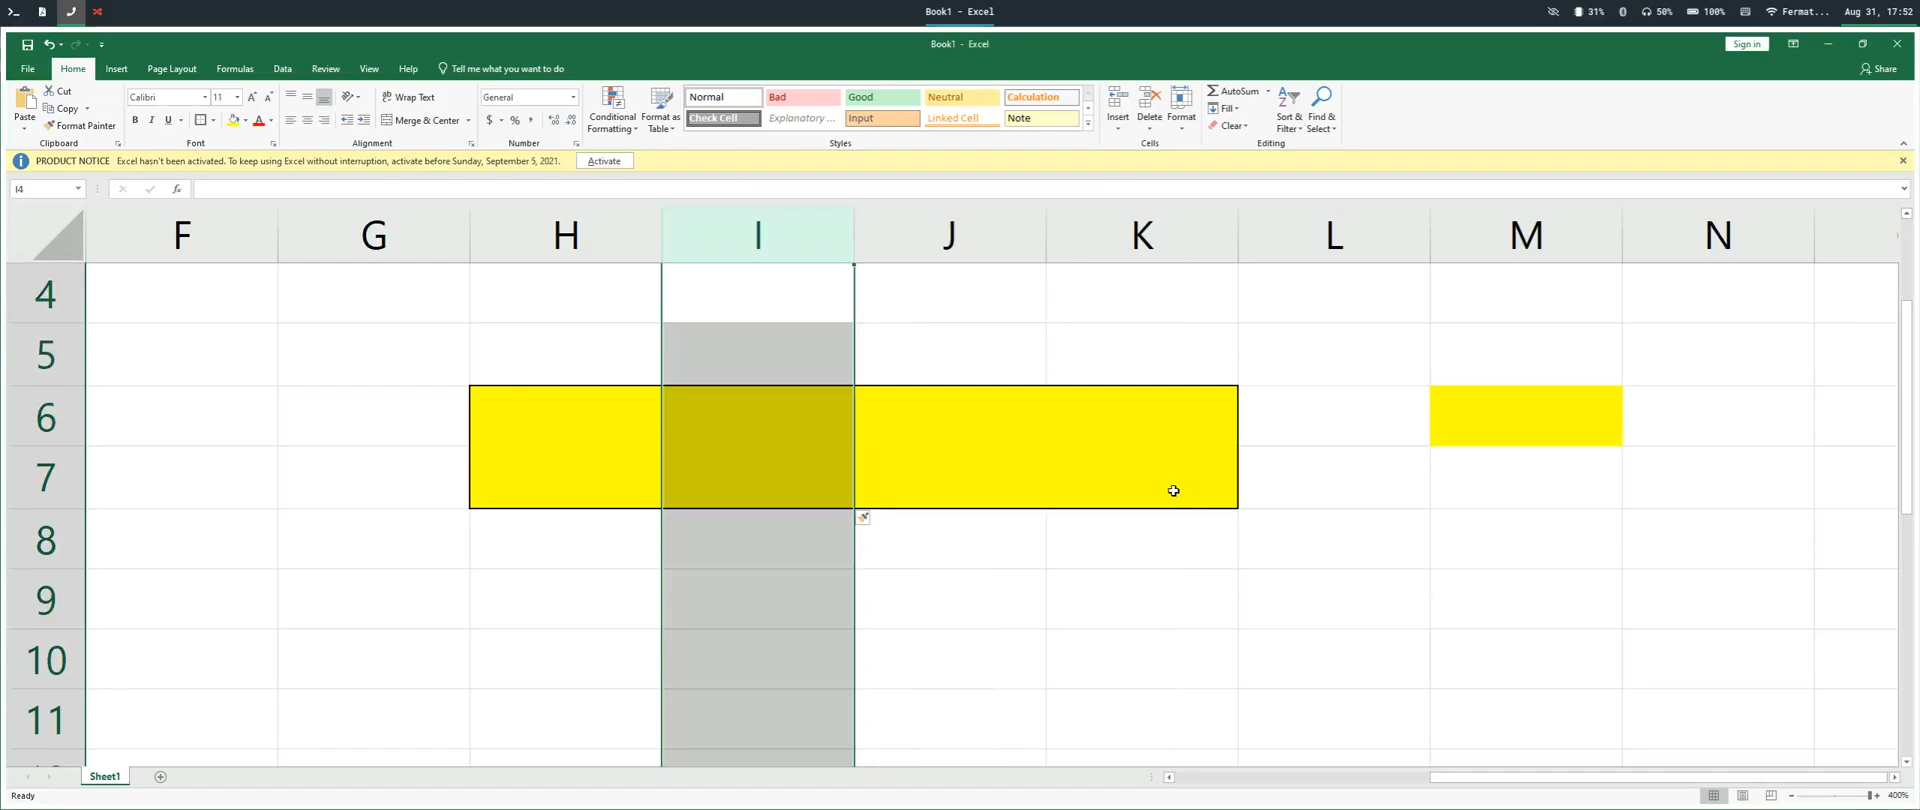 Book1 - Excel
31% 50% 100% Fermat... Aug 31, 17:52
Book1 - Excel
Sign in
File Home Insert Page Layout Formulas Data Review View Help Tell me what you want to do Share
Paste
Cut
Copy
Format Painter
Clipboard
Calibri 11 A A
B I U A
Font
Wrap Text
Merge & Center
Alignment
General
$ % ,
Number
Conditional Formatting
Format as Table
Normal Bad Good Neutral Calculation
Check Cell Explanatory ... Input Linked Cell Note
Styles
Insert Delete Format
Cells
AutoSum
Fill
Clear
Sort & Filter
Find & Select
Editing
PRODUCT NOTICE Excel hasn't been activated. To keep using Excel without interruption, activate before Sunday, September 5, 2021. Activate
I4 fx
F G H I J K L M N
4
5
6
7
8
9
10
11
Sheet1
Ready
400%